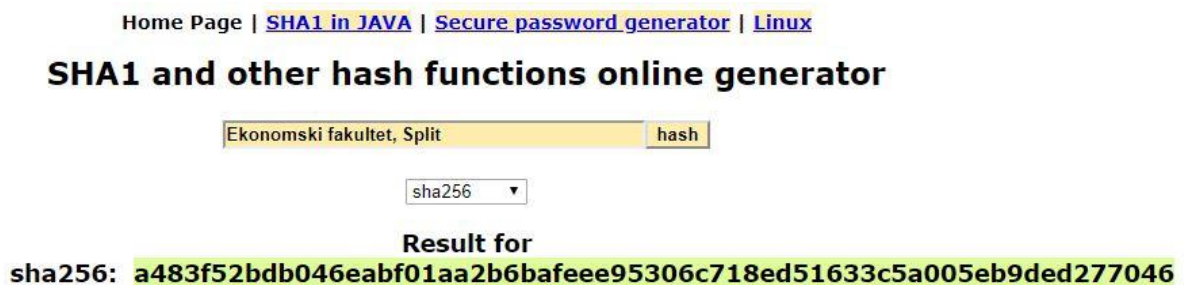 Home Page | SHA1 in JAVA | Secure password generator | Linux
SHA1 and other hash functions online generator
Ekonomski fakultet, Split hash
sha256
Result for
sha256: a483f52bdb046eabf01aa2b6bafeee95306c718ed51633c5a005eb9ded277046